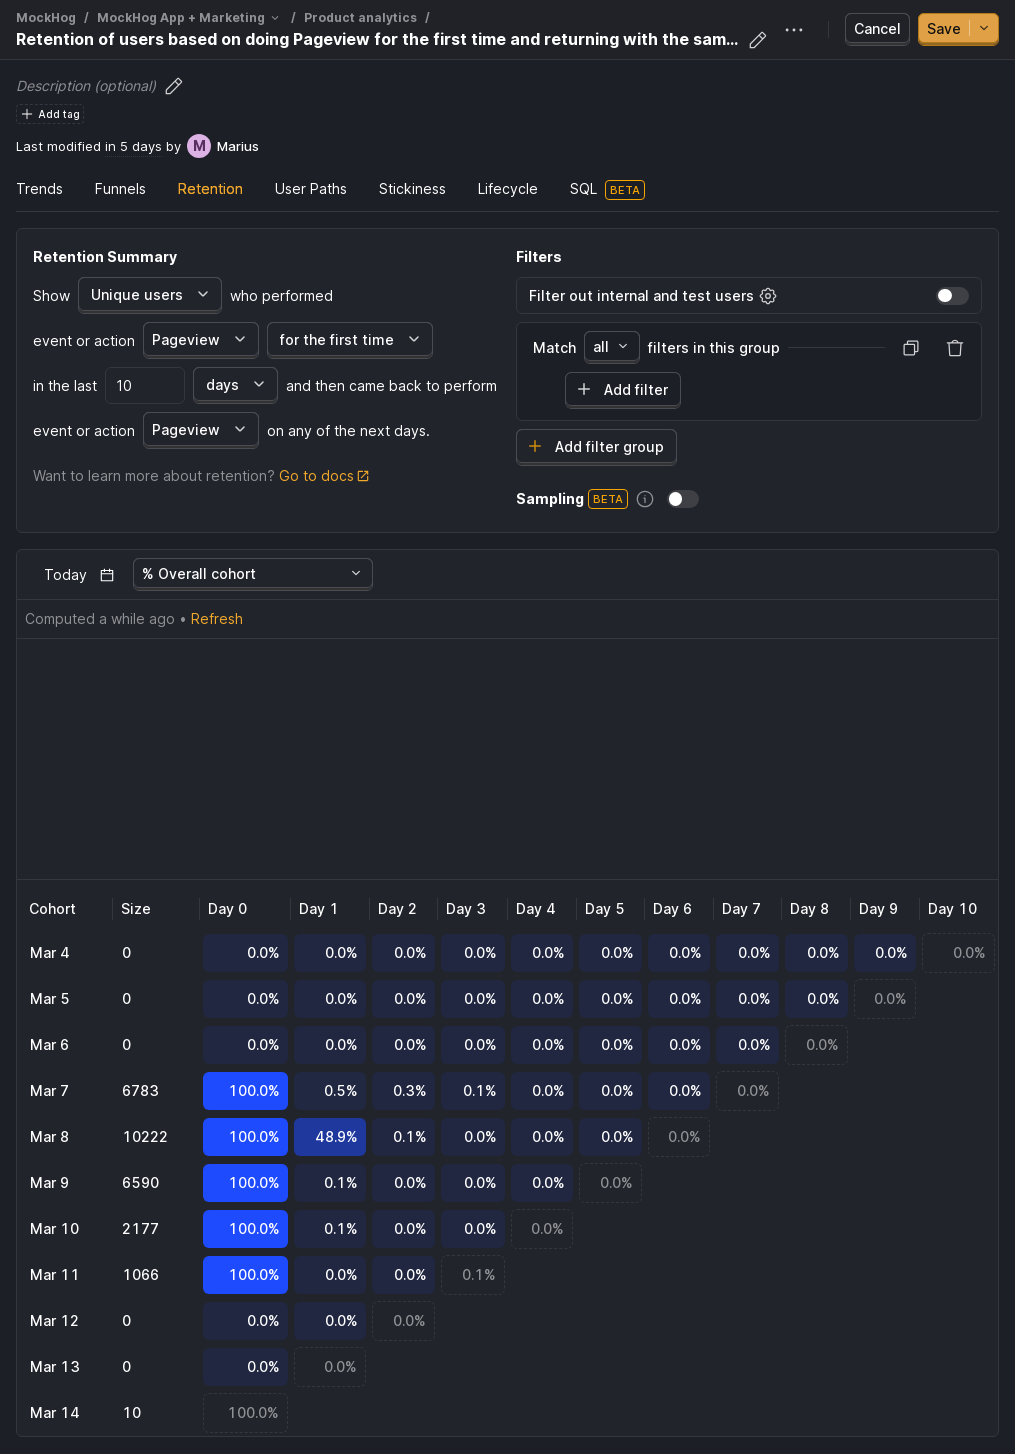 MockHog / MockHog App + Marketing / Product analytics /
Retention of users based on doing Pageview for the first time and returning with the sam...
Cancel
Save
Description (optional)
Add tag
Last modified in 5 days by M Marius
Trends Funnels Retention User Paths Stickiness Lifecycle SQL BETA
Retention Summary
Show Unique users who performed
event or action Pageview for the first time
in the last 10 days and then came back to perform
event or action Pageview on any of the next days.
Want to learn more about retention? Go to docs
Filters
Filter out internal and test users
Match all filters in this group
Add filter
Add filter group
Sampling BETA
Today % Overall cohort
Computed a while ago • Refresh
Cohort Size Day 0 Day 1 Day 2 Day 3 Day 4 Day 5 Day 6 Day 7 Day 8 Day 9 Day 10
Mar 4 0 0.0% 0.0% 0.0% 0.0% 0.0% 0.0% 0.0% 0.0% 0.0% 0.0% 0.0%
Mar 5 0 0.0% 0.0% 0.0% 0.0% 0.0% 0.0% 0.0% 0.0% 0.0% 0.0%
Mar 6 0 0.0% 0.0% 0.0% 0.0% 0.0% 0.0% 0.0% 0.0% 0.0%
Mar 7 6783 100.0% 0.5% 0.3% 0.1% 0.0% 0.0% 0.0% 0.0%
Mar 8 10222 100.0% 48.9% 0.1% 0.0% 0.0% 0.0% 0.0%
Mar 9 6590 100.0% 0.1% 0.0% 0.0% 0.0% 0.0%
Mar 10 2177 100.0% 0.1% 0.0% 0.0% 0.0%
Mar 11 1066 100.0% 0.0% 0.0% 0.1%
Mar 12 0 0.0% 0.0% 0.0%
Mar 13 0 0.0% 0.0%
Mar 14 10 100.0%